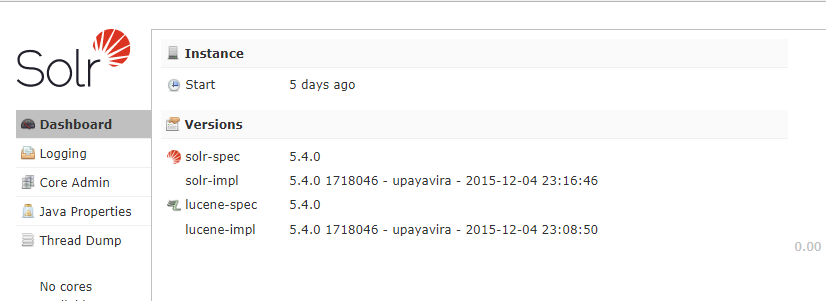 Solr
Dashboard
Logging
Core Admin
Java Properties
Thread Dump
No cores
Instance
Start 5 days ago
Versions
solr-spec 5.4.0
solr-impl 5.4.0 1718046 - upayavira - 2015-12-04 23:16:46
lucene-spec 5.4.0
lucene-impl 5.4.0 1718046 - upayavira - 2015-12-04 23:08:50
0.00